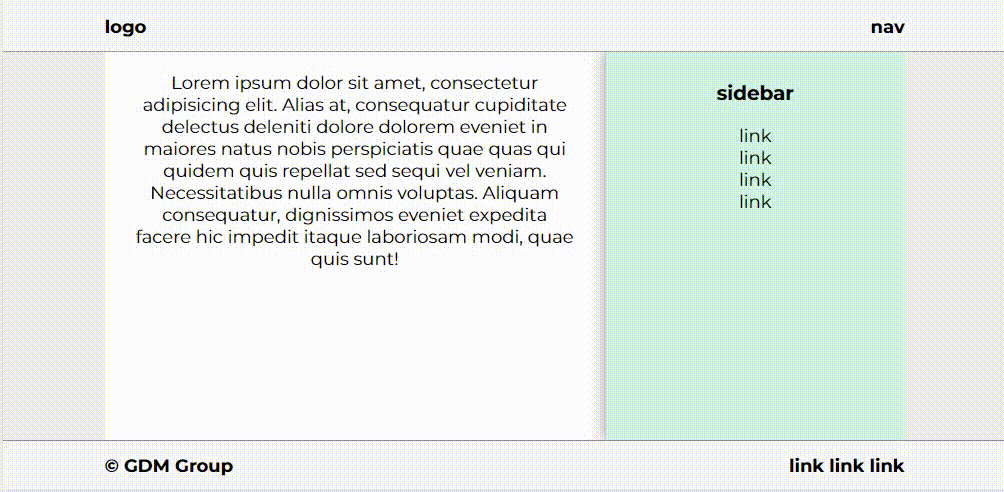 logo
nav
Lorem ipsum dolor sit amet, consectetur
adipisicing elit. Alias at, consequatur cupiditate
delectus deleniti dolore dolorem eveniet in
maiores natus nobis perspiciatis quae quas qui
quidem quis repellat sed sequi vel veniam.
Necessitatibus nulla omnis voluptas. Aliquam
consequatur, dignissimos eveniet expedita
facere hic impedit itaque laboriosam modi, quae
quis sunt!
sidebar
link
link
link
link
© GDM Group
link link link